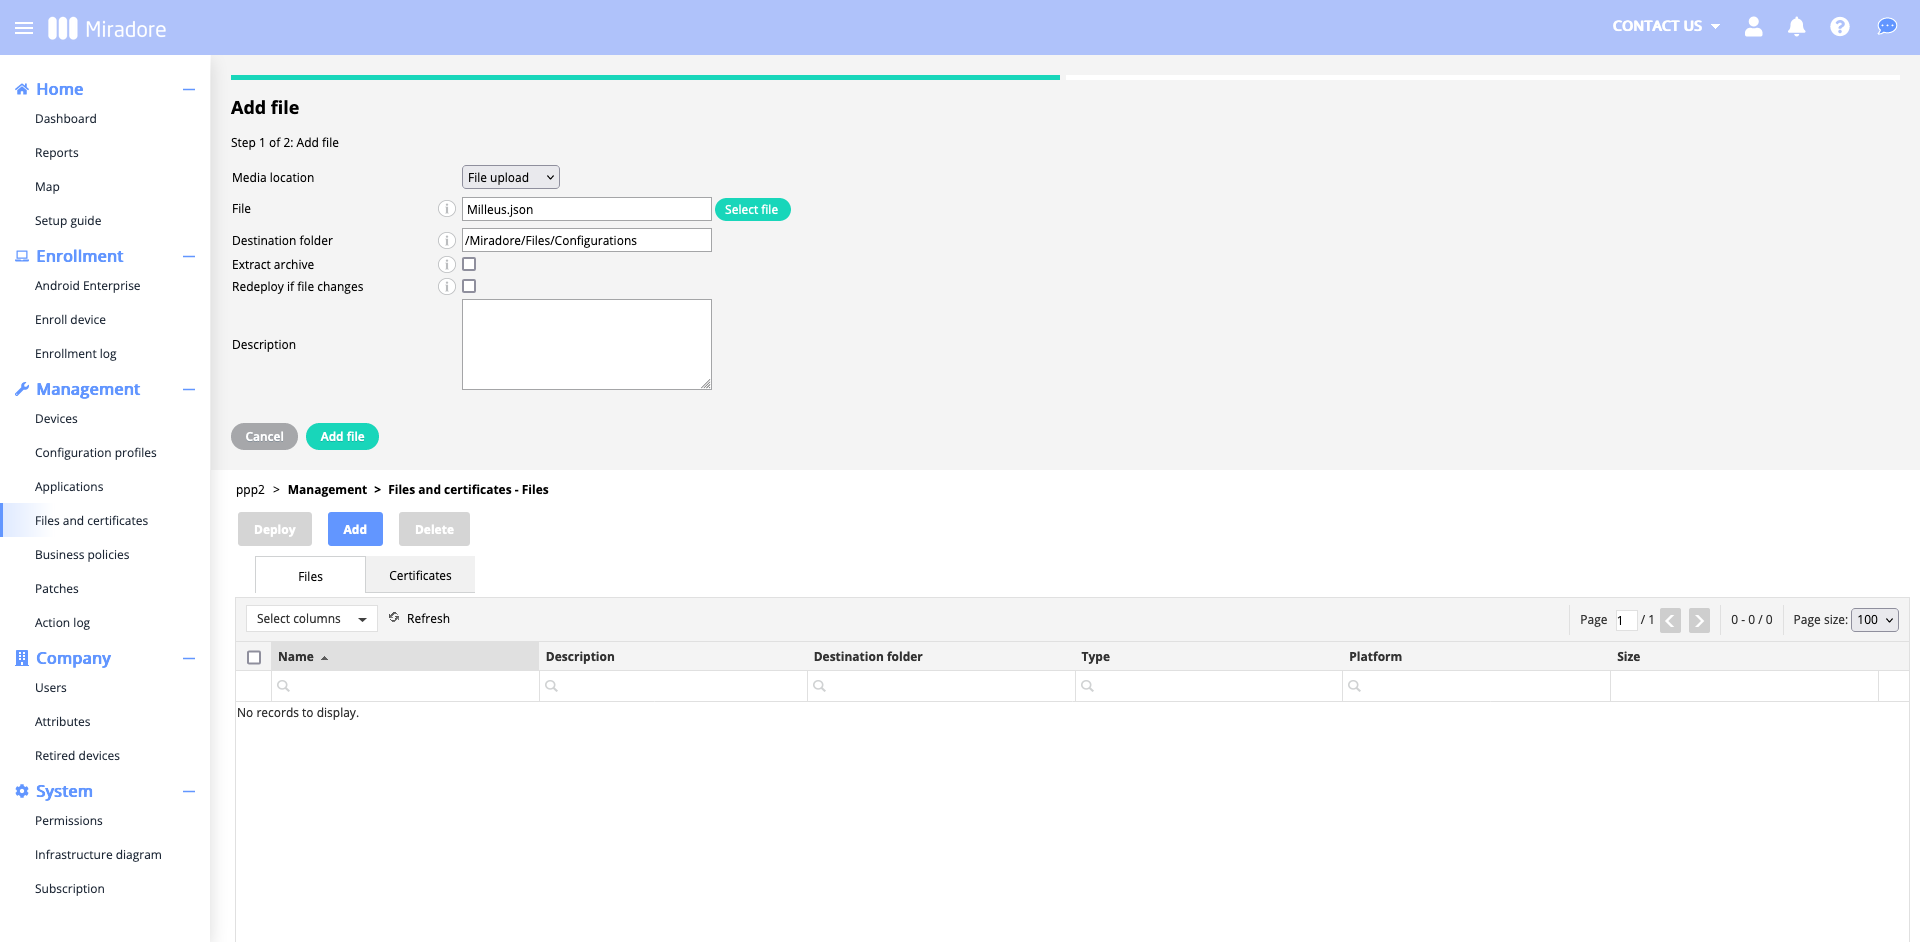 Miradore
CONTACT US
Home
Dashboard
Reports
Map
Setup guide
Enrollment
Android Enterprise
Enroll device
Enrollment log
Management
Devices
Configuration profiles
Applications
Files and certificates
Business policies
Patches
Action log
Company
Users
Attributes
Retired devices
System
Permissions
Infrastructure diagram
Subscription
Add file
Step 1 of 2: Add file
Media location File upload
File Milleus.json Select file
Destination folder /Miradore/Files/Configurations
Extract archive
Redeploy if file changes
Description
Cancel Add file
ppp2 > Management > Files and certificates - Files
Deploy Add Delete
Files Certificates
Select columns Refresh Page 1 / 1 0 - 0 / 0 Page size: 100
Name Description Destination folder Type Platform Size
No records to display.